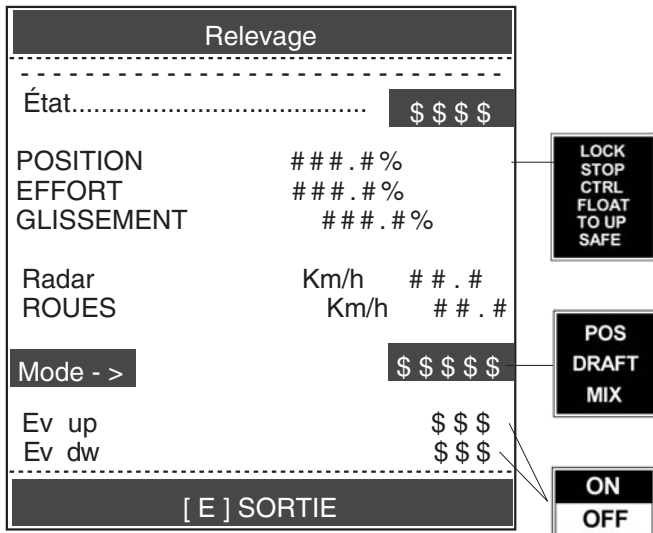 Relevage
- - - - - - - - - - - - - - - - - - - - - - - - - - - - - -
État........................................ $$$$
POSITION ###.#%
EFFORT ###.#%
GLISSEMENT ###.#%
Radar Km/h ##.#
ROUES Km/h ##.#
Mode - > $$$$$
Ev up $$$
Ev dw $$$
[ E ] SORTIE
LOCK
STOP
CTRL
FLOAT
TO UP
SAFE
POS
DRAFT
MIX
ON
OFF